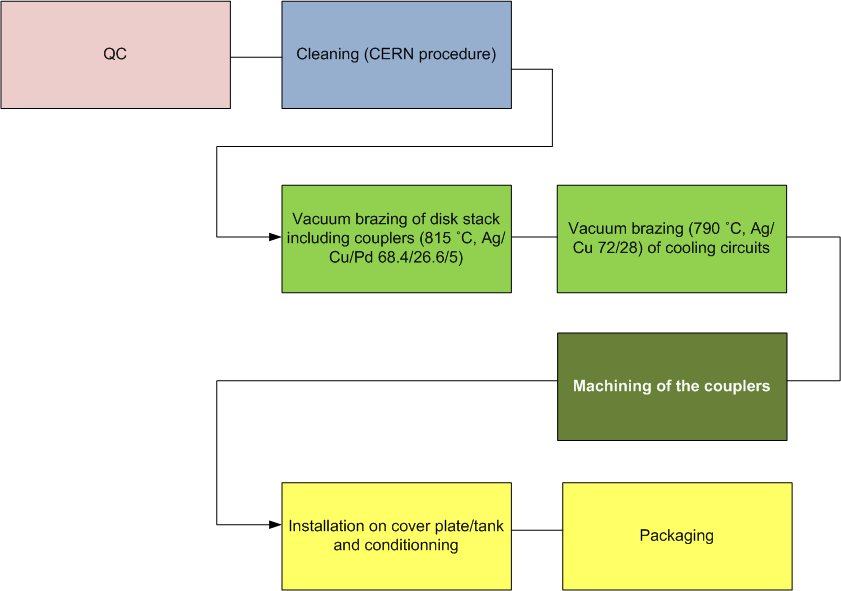 QC
Cleaning (CERN procedure)
Vacuum brazing of disk stack
including couplers (815 ˚C, Ag/
Cu/Pd 68.4/26.6/5)
Vacuum brazing (790 ˚C, Ag/
Cu 72/28) of cooling circuits
Machining of the couplers
Installation on cover plate/tank
and conditionning
Packaging